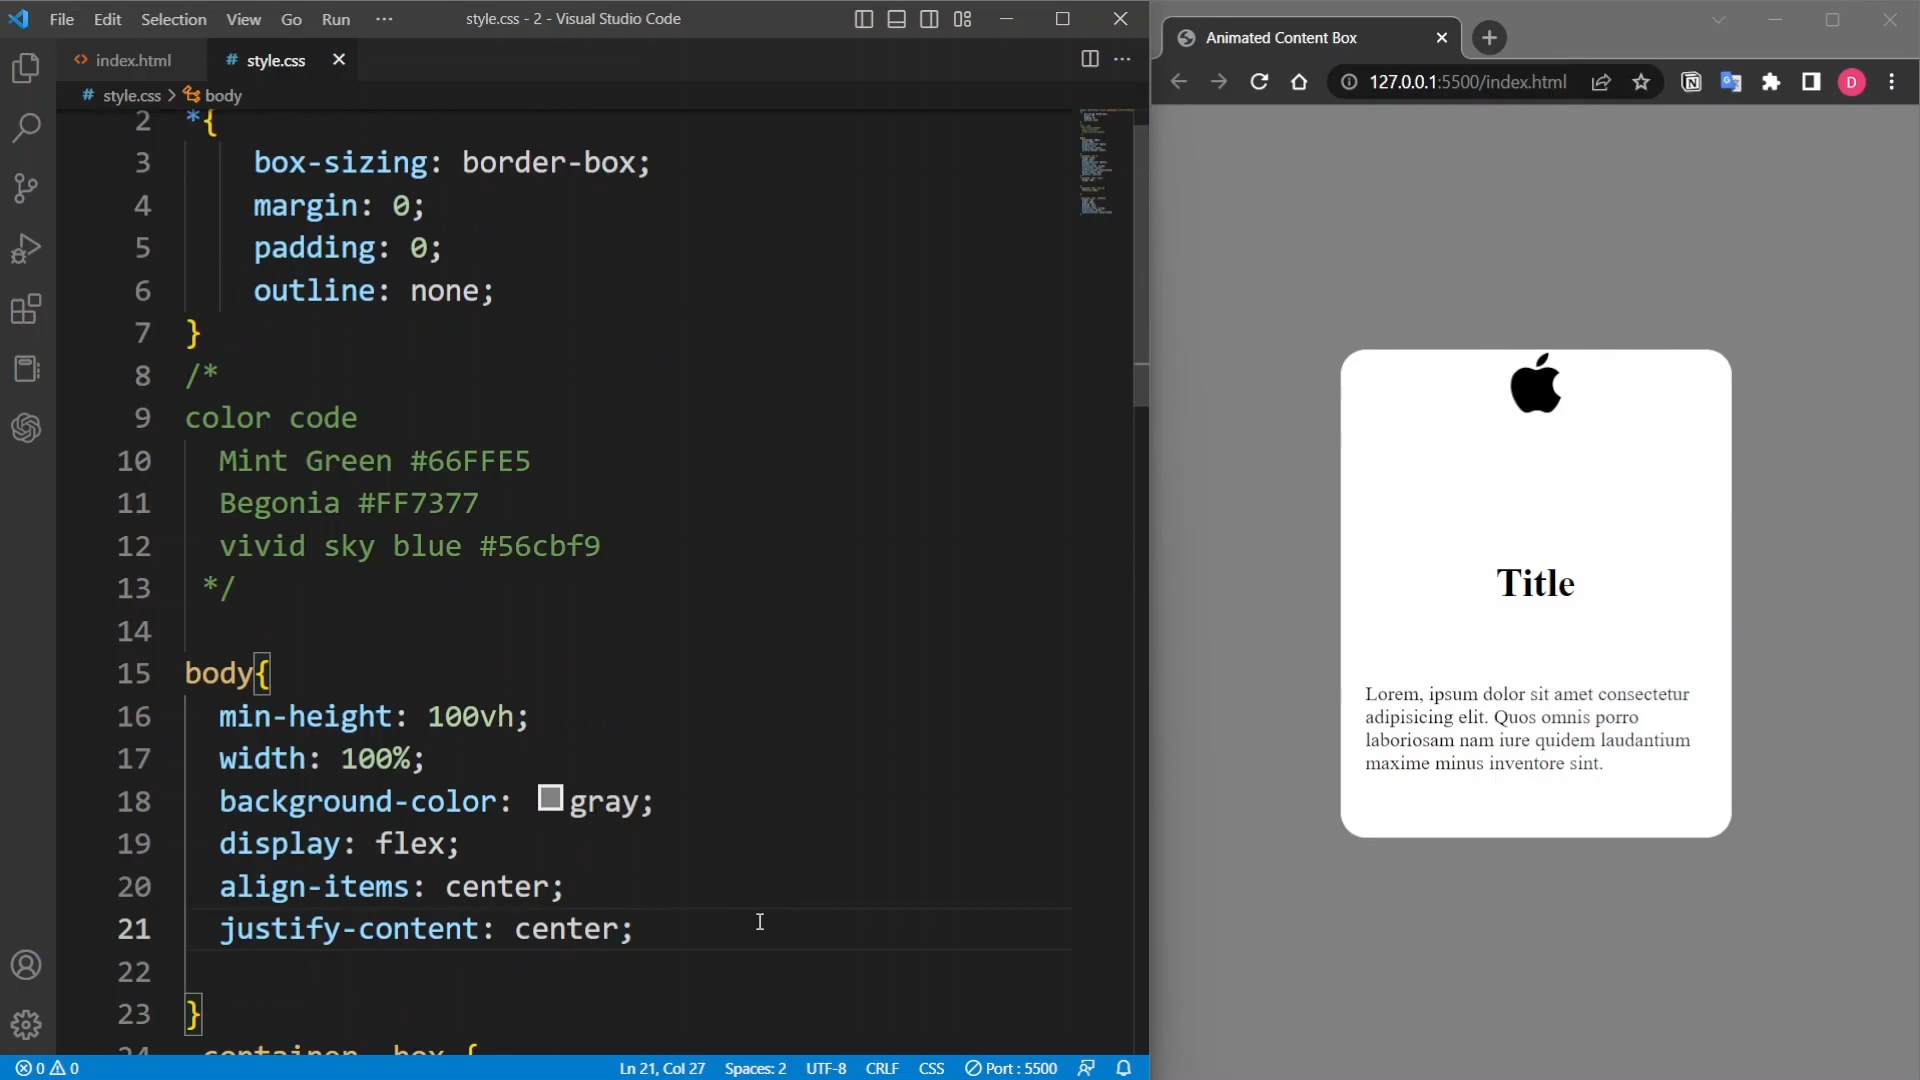 File Edit Selection View Go Run ···
style.css - 2 - Visual Studio Code
index.html
# style.css
# style.css > body
2 *{
3 box-sizing: border-box;
4 margin: 0;
5 padding: 0;
6 outline: none;
7 }
8 /*
9 color code
10 Mint Green #66FFE5
11 Begonia #FF7377
12 vivid sky blue #56cbf9
13 */
14
15 body{
16 min-height: 100vh;
17 width: 100%;
18 background-color: gray;
19 display: flex;
20 align-items: center;
21 justify-content: center;
22
23 }
24 .container .box {
0 0
Ln 21, Col 27 Spaces: 2 UTF-8 CRLF CSS Port : 5500
Animated Content Box
127.0.0.1:5500/index.html
D
Title
Lorem, ipsum dolor sit amet consectetur
adipisicing elit. Quos omnis porro
laboriosam nam iure quidem laudantium
maxime minus inventore sint.